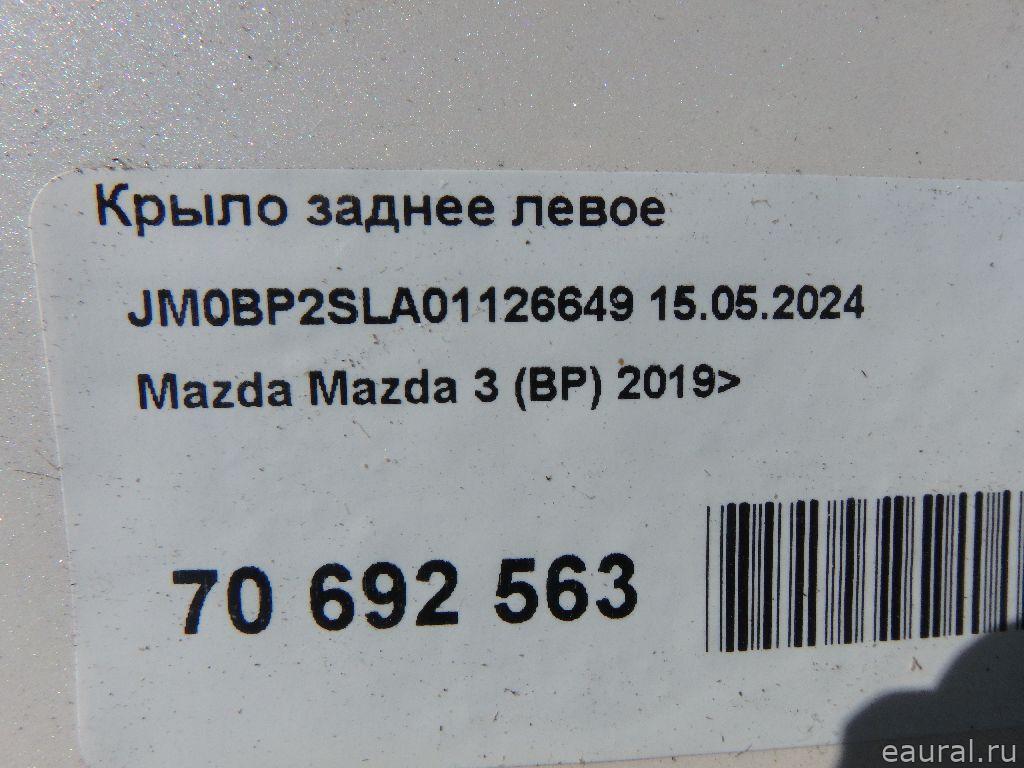 Крыло заднее левое
JM0BP2SLA01126649 15.05.2024
Mazda Mazda 3 (BP) 2019>
70 692 563
eaural.ru